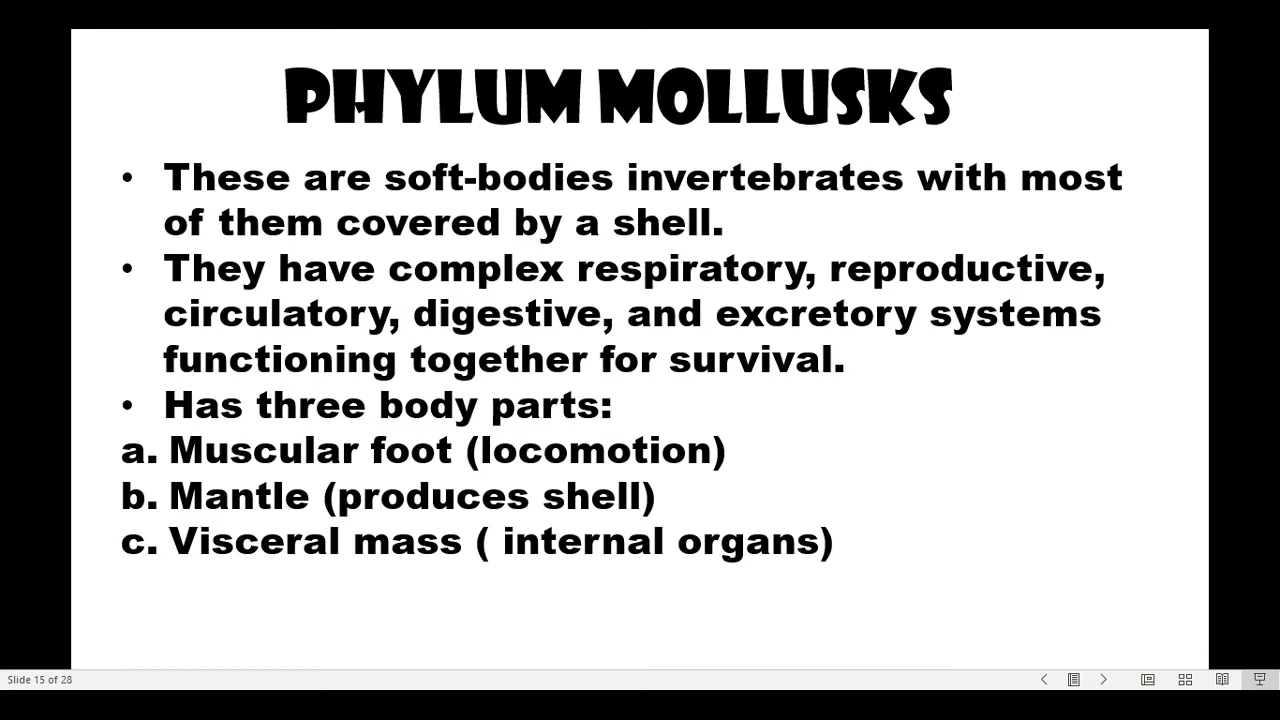 PHYLUM MOLLUSKS
• These are soft-bodies invertebrates with most
of them covered by a shell.
• They have complex respiratory, reproductive,
circulatory, digestive, and excretory systems
functioning together for survival.
• Has three body parts:
a. Muscular foot (locomotion)
b. Mantle (produces shell)
c. Visceral mass ( internal organs)
Slide 15 of 28